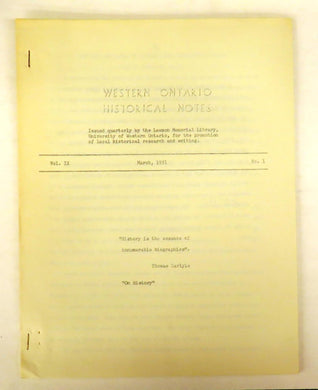 WESTERN ONTARIO
HISTORICAL NOTES
Issued quarterly by the Lawson Memorial Library,
University of Western Ontario, for the promotion
of local historical research and writing.
Vol. IX March, 1951 No. 1
"History is the essence of
innumerable biographies".
Thomas Carlyle
"On History"